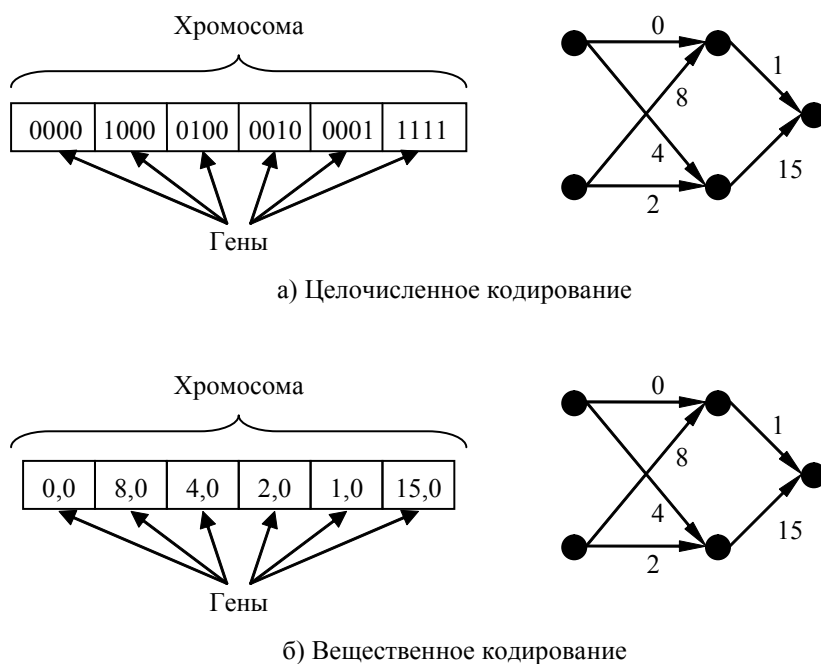 Хромосома
0000 1000 0100 0010 0001 1111
Гены
0
8
4
2
1
15
а) Целочисленное кодирование
Хромосома
0,0 8,0 4,0 2,0 1,0 15,0
Гены
0
8
4
2
1
15
б) Вещественное кодирование